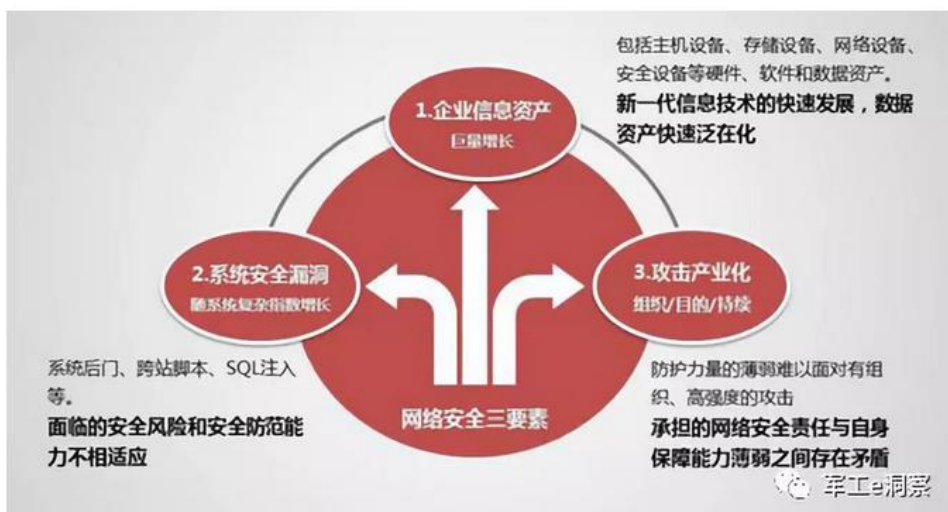 包括主机设备、存储设备、网络设备、
安全设备等硬件、软件和数据资产。
新一代信息技术的快速发展，数据
资产快速泛在化
1.企业信息资产
巨量增长
2.系统安全漏洞
随系统复杂指数增长
3.攻击产业化
组织/目的/持续
系统后门、跨站脚本、SQL注入
等。
面临的安全风险和安全防范能
力不相适应
网络安全三要素
防护力量的薄弱难以面对有组
织、高强度的攻击
承担的网络安全责任与自身
保障能力薄弱之间存在矛盾
军工e洞察